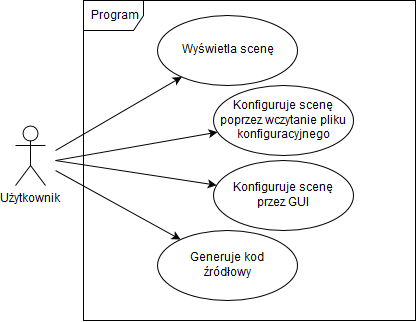 Program
Wyświetla scenę
Konfiguruje scenę
poprzez wczytanie pliku
konfiguracyjnego
Użytkownik
Konfiguruje scenę
przez GUI
Generuje kod
źródłowy